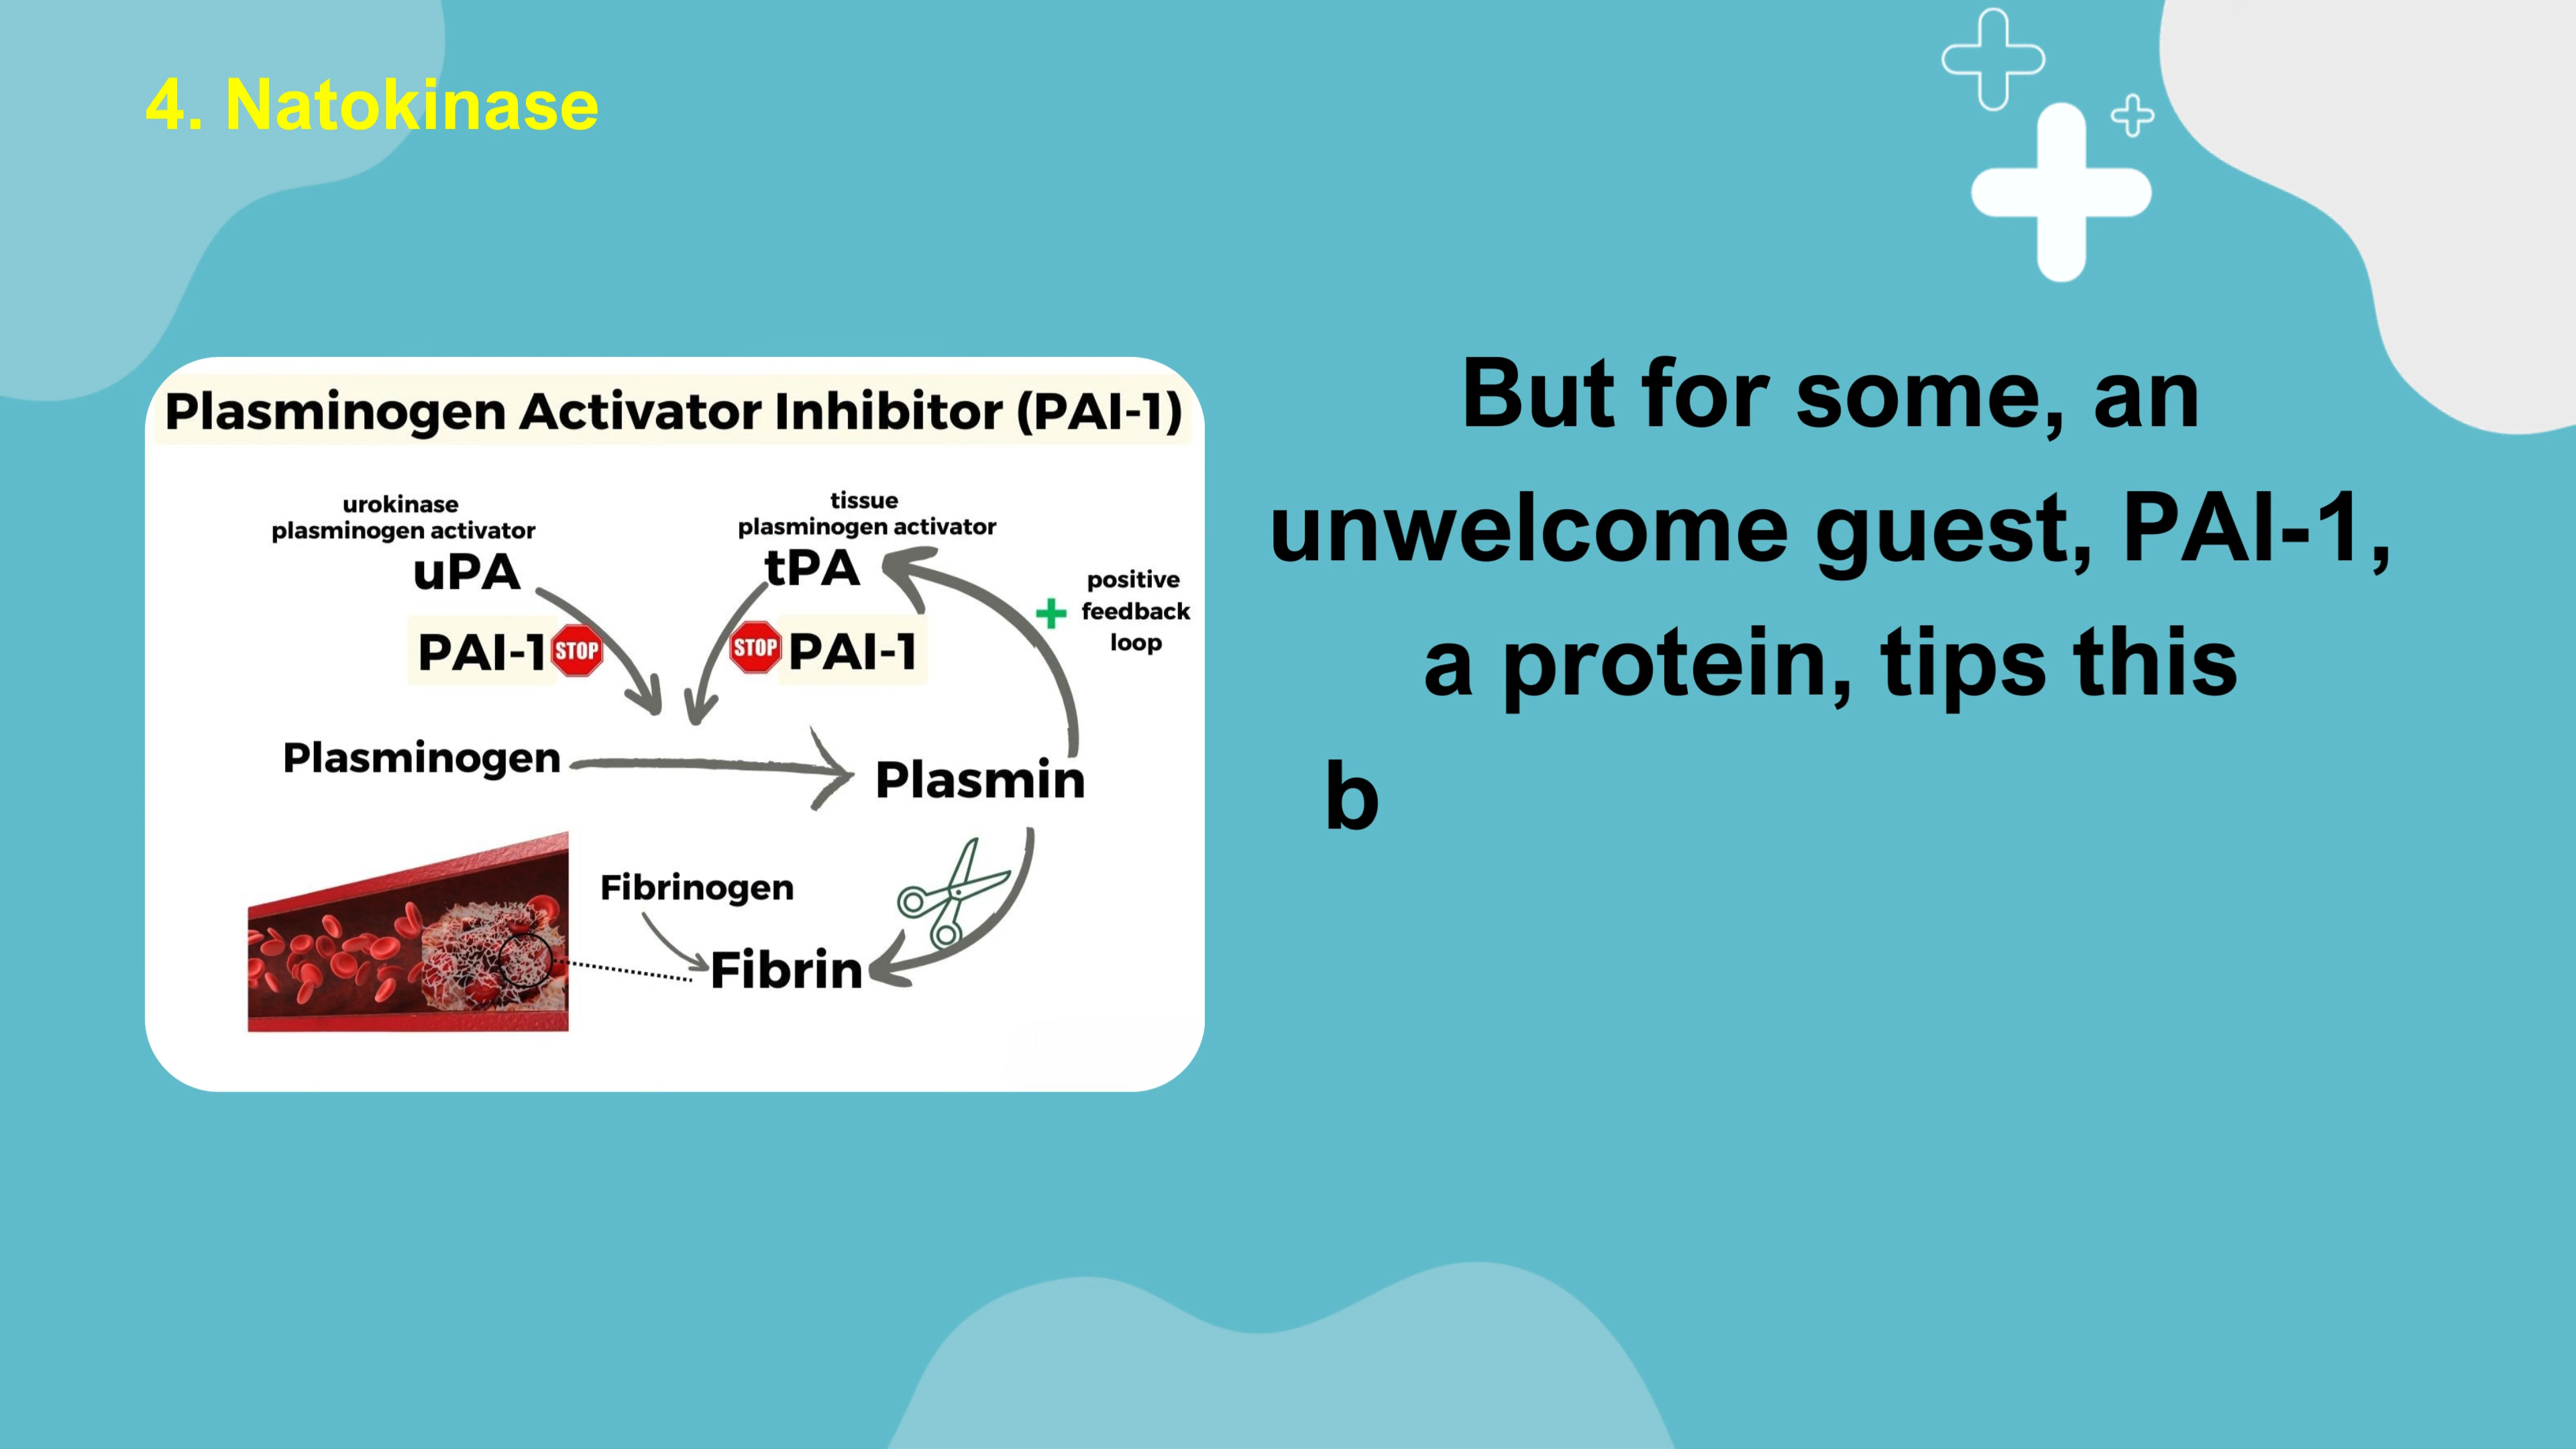 4. Natokinase
Plasminogen Activator Inhibitor (PAI-1)
urokinase
plasminogen activator
uPA
tissue
plasminogen activator
tPA
positive
feedback
loop
+
PAI-1
STOP
STOP
PAI-1
Plasminogen
Plasmin
Fibrinogen
Fibrin
But for some, an
unwelcome guest, PAI-1,
a protein, tips this
b